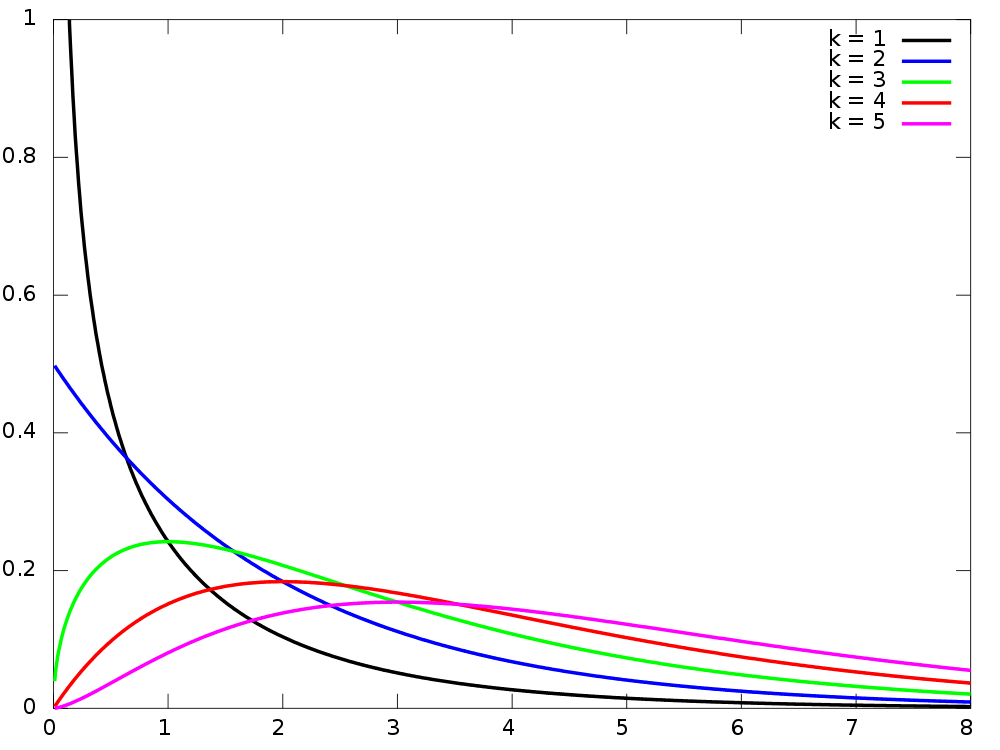 1
k = 1
k = 2
k = 3
k = 4
k = 5
0.8
0.6
0.4
0.2
0
0 1 2 3 4 5 6 7 8